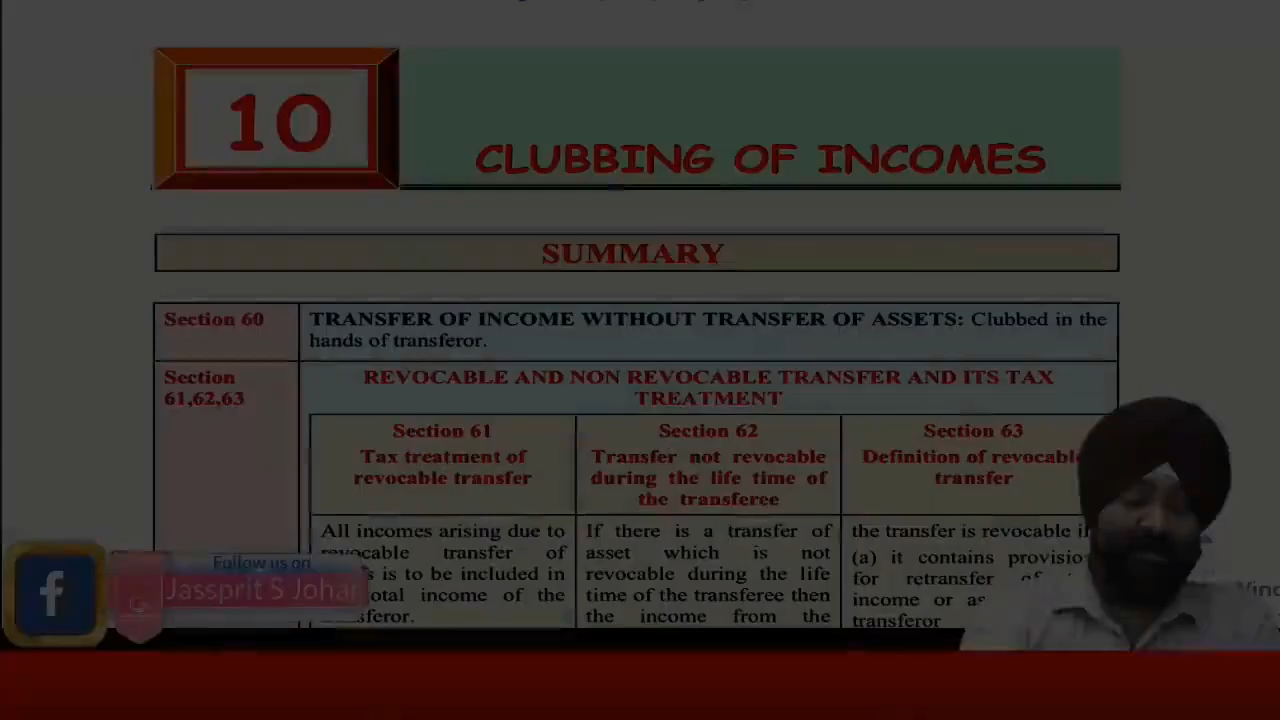 10
CLUBBING OF INCOMES
SUMMARY
Section 60
TRANSFER OF INCOME WITHOUT TRANSFER OF ASSETS: Clubbed in the
hands of transferor.
Section
61,62,63
REVOCABLE AND NON REVOCABLE TRANSFER AND ITS TAX
TREATMENT
Section 61
Tax treatment of
revocable transfer
All incomes arising due to
revocable transfer of
is to be included in
total income of the
Section 62
Transfer not revocable
during the life time of
the transferee
If there is a transfer of
asset which is not
revocable during the life
time of the transferee then
the income from the
Section 63
Definition of revocable
transfer
the transfer is revocable if
(a) it contains provision
for retransfer of
income or
transferor
f
Follow us on
Jassprit S Johar